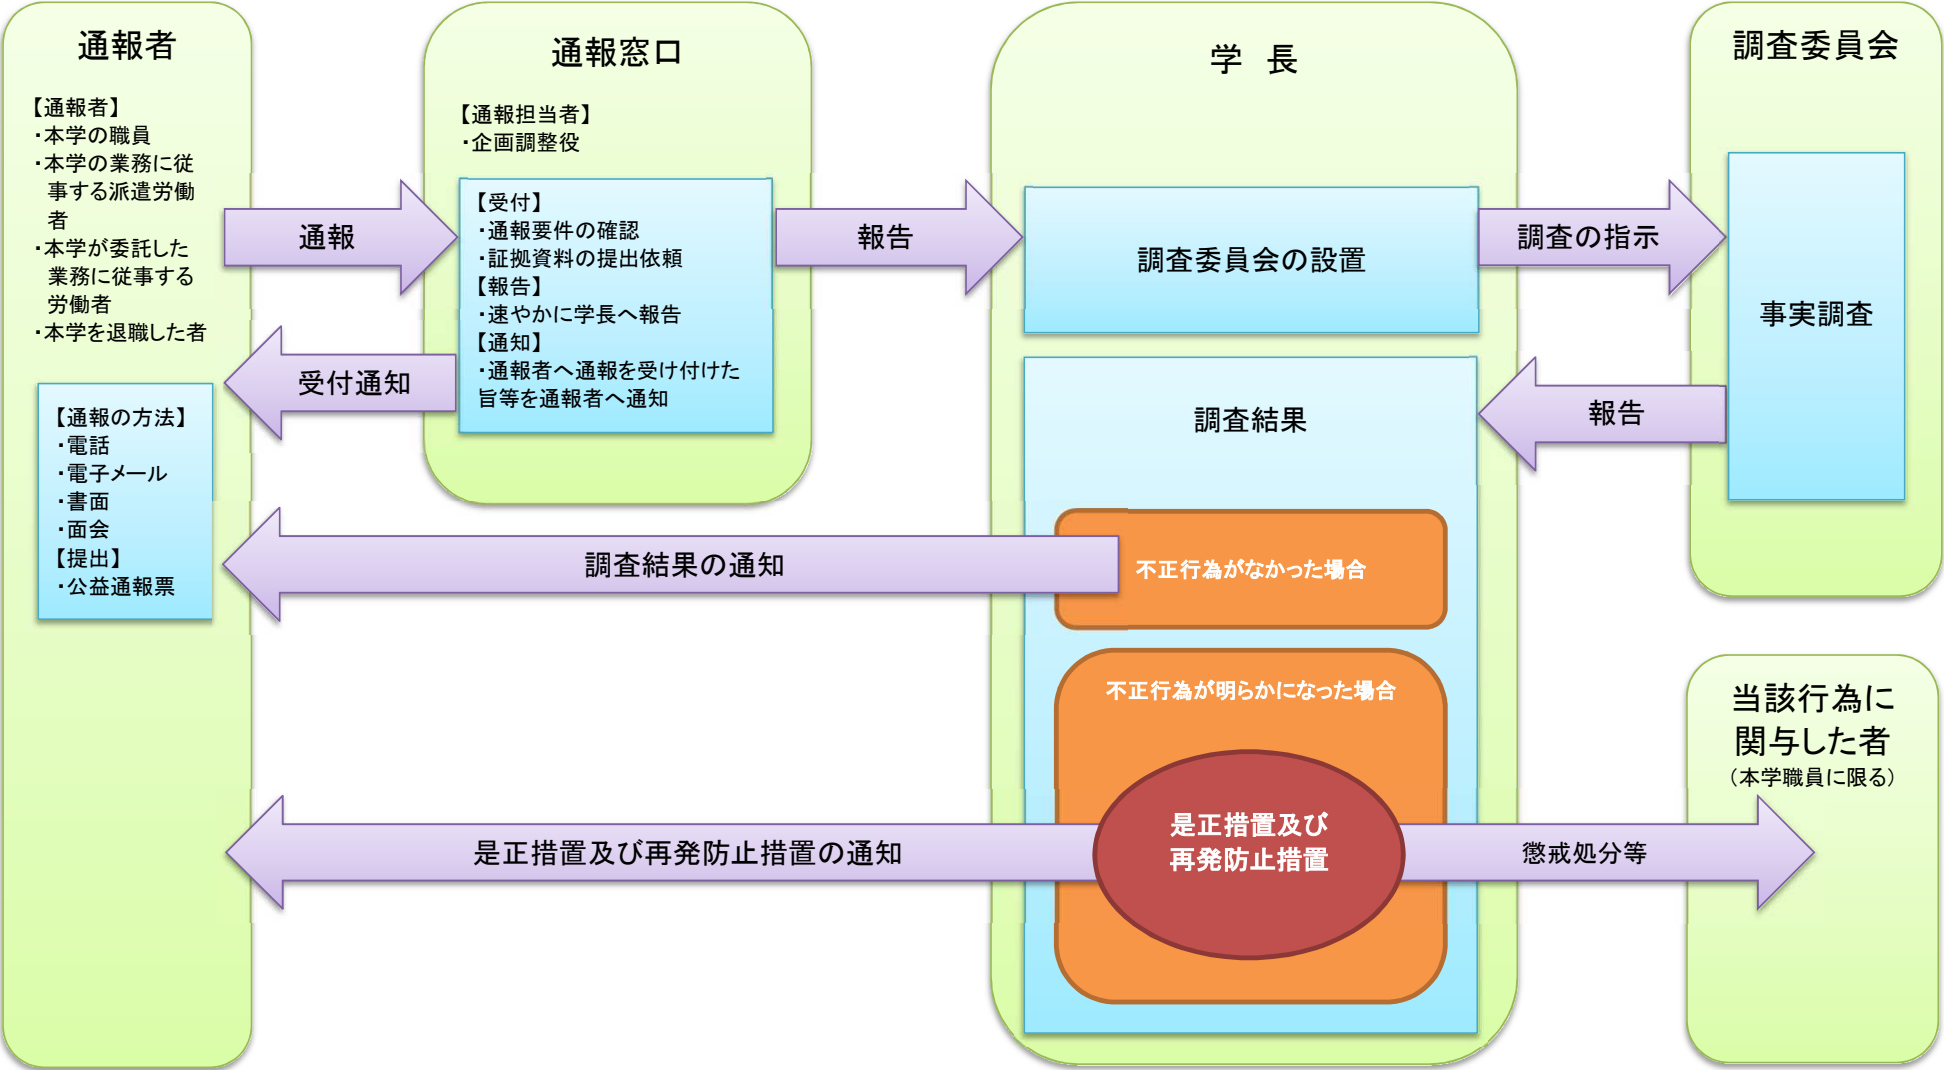 通報者
【通報者】
・本学の職員
・本学の業務に従
事する派遣労働
者
・本学が委託した
業務に従事する
労働者
・本学を退職した者
【通報の方法】
・電話
・電子メール
・書面
・面会
【提出】
・公益通報票
通報
受付通知
通報窓口
【通報担当者】
・企画調整役
【受付】
・通報要件の確認
・証拠資料の提出依頼
【報告】
・速やかに学長へ報告
【通知】
・通報者へ通報を受け付けた
旨等を通報者へ通知
報告
学　長
調査委員会の設置
調査の指示
調査委員会
事実調査
報告
調査結果
不正行為がなかった場合
調査結果の通知
不正行為が明らかになった場合
是正措置及び
再発防止措置
是正措置及び再発防止措置の通知
懲戒処分等
当該行為に
関与した者
（本学職員に限る）